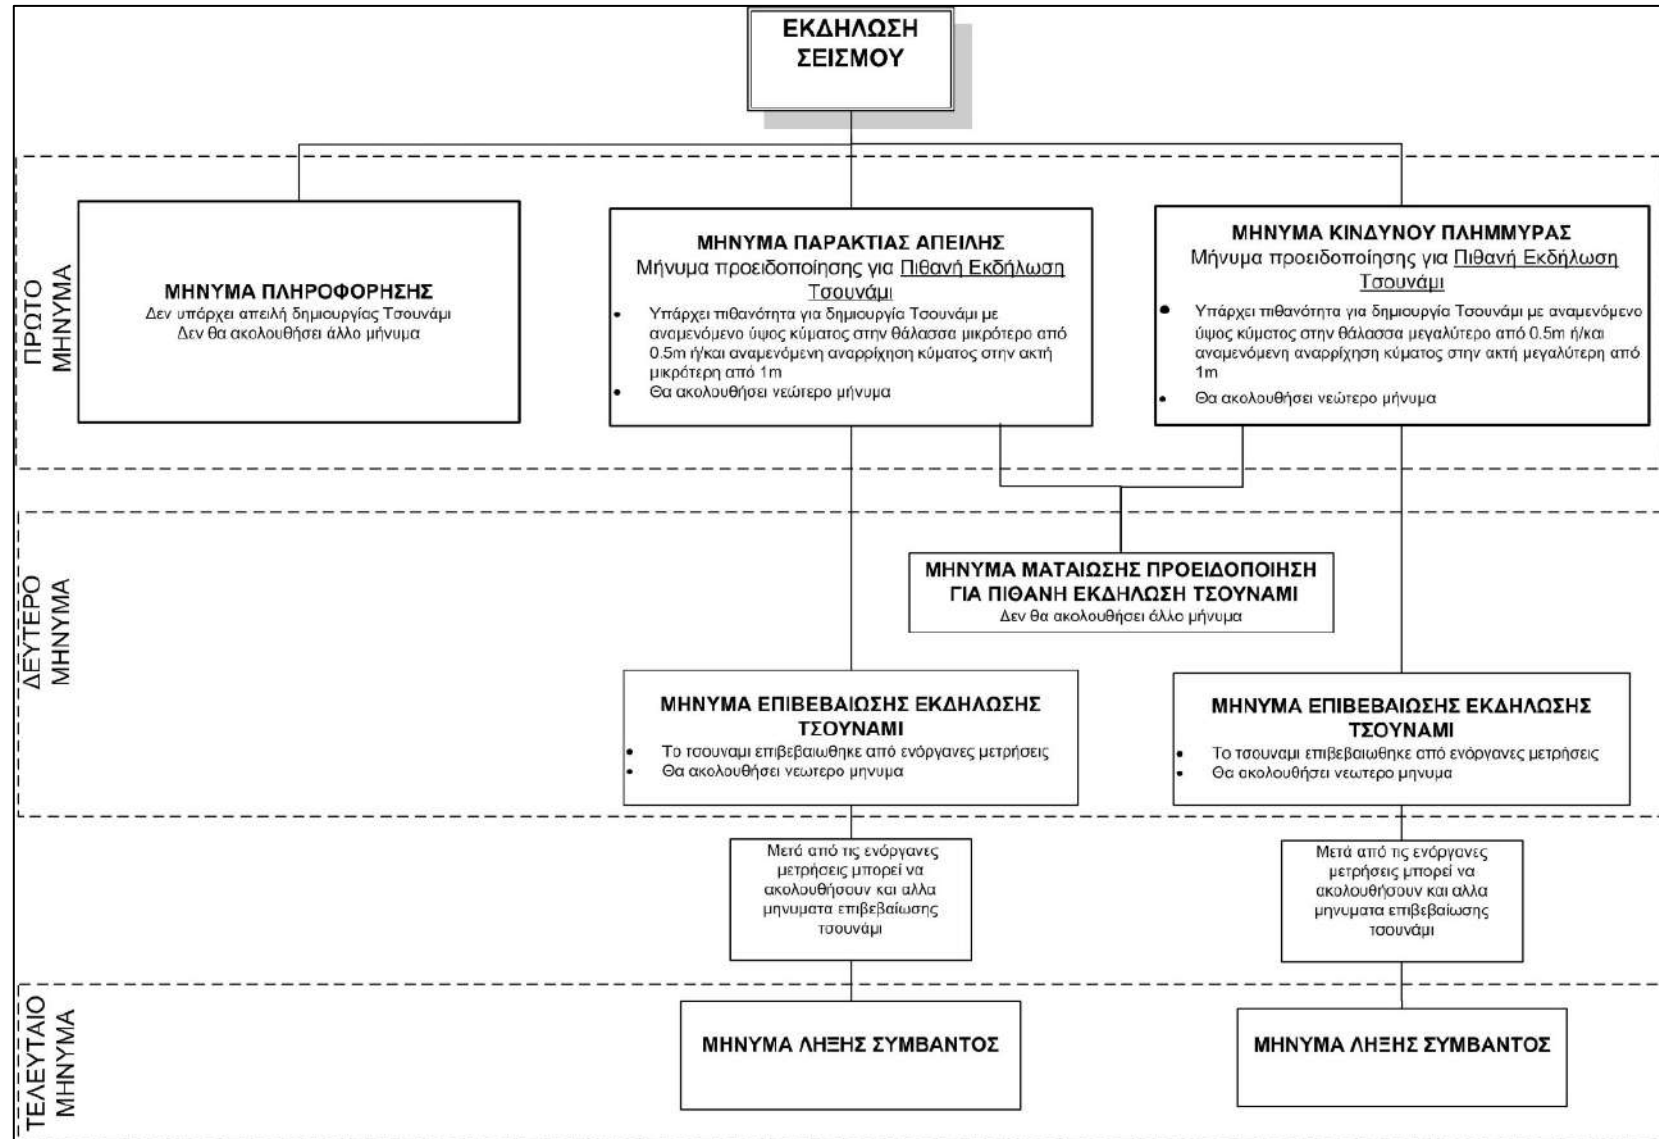 ΕΚΔΗΛΩΣΗ
ΣΕΙΣΜΟΥ
ΠΡΩΤΟ
ΜΗΝΥΜΑ
ΜΗΝΥΜΑ ΠΛΗΡΟΦΟΡΗΣΗΣ
Δεν υπάρχει απειλή δημιουργίας Τσουνάμι
Δεν θα ακολουθήσει άλλο μήνυμα
ΜΗΝΥΜΑ ΠΑΡΑΚΤΙΑΣ ΑΠΕΙΛΗΣ
Μήνυμα προειδοποίησης για Πιθανή Εκδήλωση
Τσουνάμι
• Υπάρχει πιθανότητα για δημιουργία Τσουνάμι με
αναμενόμενο ύψος κύματος στην θάλασσα μικρότερο από
0.5m ή/και αναμενόμενη αναρρίχηση κύματος στην ακτή
μικρότερη από 1m
• Θα ακολουθήσει νεώτερο μήνυμα
ΜΗΝΥΜΑ ΚΙΝΔΥΝΟΥ ΠΛΗΜΜΥΡΑΣ
Μήνυμα προειδοποίησης για Πιθανή Εκδήλωση
Τσουνάμι
• Υπάρχει πιθανότητα για δημιουργία Τσουνάμι με αναμενόμενο
ύψος κύματος στην θάλασσα μεγαλύτερο από 0.5m ή/και
αναμενόμενη αναρρίχηση κύματος στην ακτή μεγαλύτερη από
1m
• Θα ακολουθήσει νεώτερο μήνυμα
ΔΕΥΤΕΡΟ
ΜΗΝΥΜΑ
ΜΗΝΥΜΑ ΜΑΤΑΙΩΣΗΣ ΠΡΟΕΙΔΟΠΟΙΗΣΗ
ΓΙΑ ΠΙΘΑΝΗ ΕΚΔΗΛΩΣΗ ΤΣΟΥΝΑΜΙ
Δεν θα ακολουθήσει άλλο μήνυμα
ΜΗΝΥΜΑ ΕΠΙΒΕΒΑΙΩΣΗΣ ΕΚΔΗΛΩΣΗΣ
ΤΣΟΥΝΑΜΙ
• Το τσουναμι επιβεβαιωθηκε από ενόργανες μετρήσεις
• Θα ακολουθήσει νεωτερο μηνυμα
ΜΗΝΥΜΑ ΕΠΙΒΕΒΑΙΩΣΗΣ ΕΚΔΗΛΩΣΗΣ
ΤΣΟΥΝΑΜΙ
• Το τσουναμι επιβεβαιωθηκε από ενόργανες μετρήσεις
• Θα ακολουθήσει νεωτερο μηνυμα
Μετά από τις ενόργανες
μετρήσεις μπορεί να
ακολουθήσουν και αλλα
μηνυματα επιβεβαίωσης
τσουνάμι
Μετά από τις ενόργανες
μετρήσεις μπορεί να
ακολουθήσουν και αλλα
μηνυματα επιβεβαίωσης
τσουνάμι
ΤΕΛΕΥΤΑΙΟ
ΜΗΝΥΜΑ
ΜΗΝΥΜΑ ΛΗΞΗΣ ΣΥΜΒΑΝΤΟΣ
ΜΗΝΥΜΑ ΛΗΞΗΣ ΣΥΜΒΑΝΤΟΣ